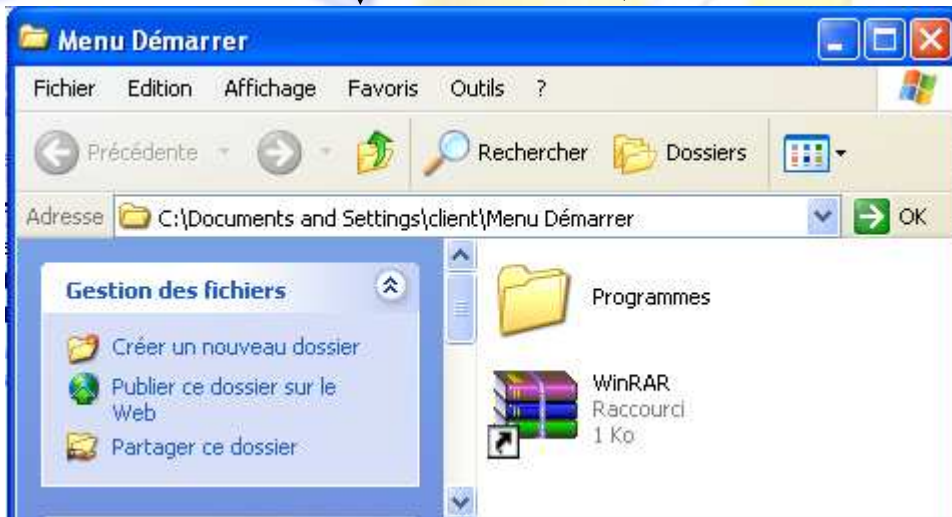 Menu Démarrer
Fichier Edition Affichage Favoris Outils ?
Précédente Rechercher Dossiers
Adresse C:\Documents and Settings\client\Menu Démarrer OK
Gestion des fichiers
Créer un nouveau dossier
Publier ce dossier sur le
Web
Partager ce dossier
Programmes
WinRAR
Raccourci
1 Ko